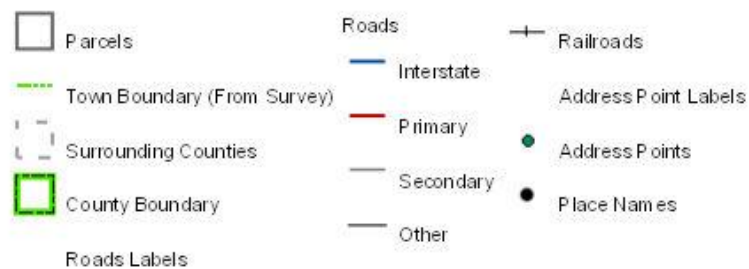 Parcels
Town Boundary (From Survey)
Surrounding Counties
County Boundary
Roads Labels
Roads
Interstate
Primary
Secondary
Other
Railroads
Address Point Labels
Address Points
Place Names